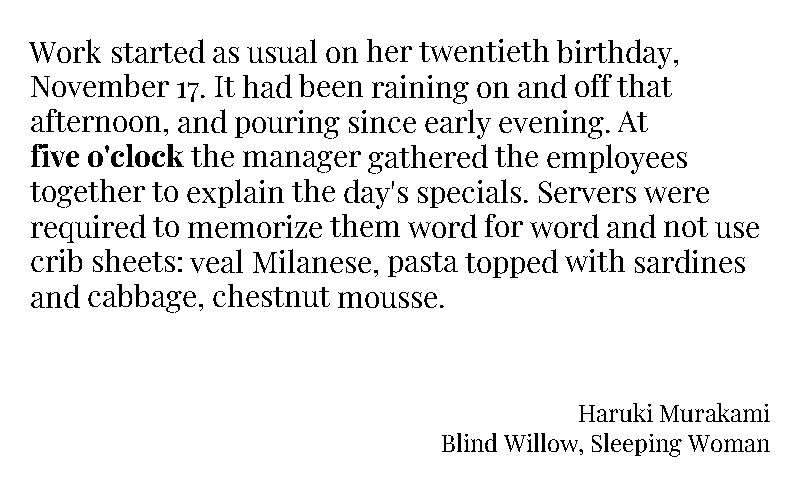 Work started as usual on her twentieth birthday,
November 17. It had been raining on and off that
afternoon, and pouring since early evening. At
five o'clock the manager gathered the employees
together to explain the day's specials. Servers were
required to memorize them word for word and not use
crib sheets: veal Milanese, pasta topped with sardines
and cabbage, chestnut mousse.
Haruki Murakami
Blind Willow, Sleeping Woman